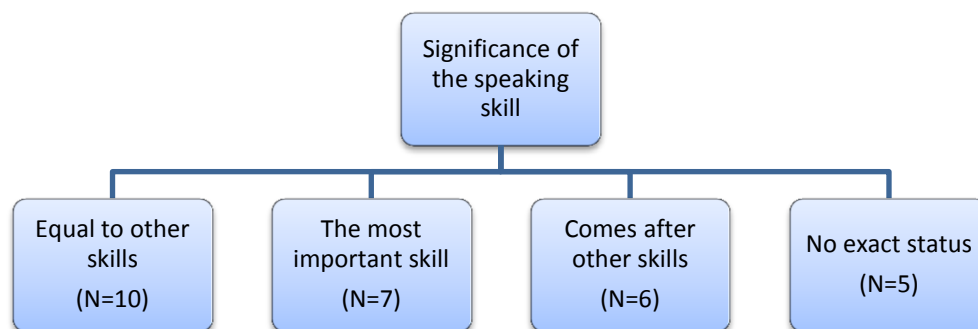 Significance of
the speaking
skill
Equal to other
skills
(N=10)
The most
important skill
(N=7)
Comes after
other skills
(N=6)
No exact status
(N=5)